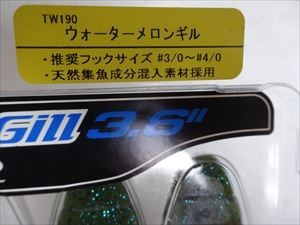 TW190
ウォーターメロンギル
・推奨フックサイズ #3/0～#4/0
・天然集魚成分混入素材採用
Gill 3.6"